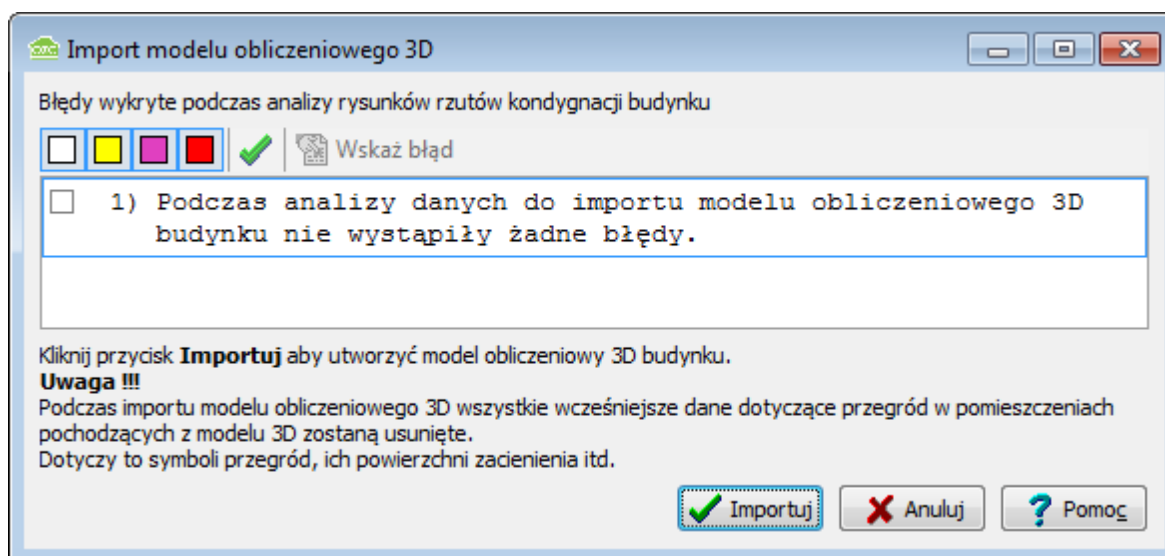 Import modelu obliczeniowego 3D
Błędy wykryte podczas analizy rysunków rzutów kondygnacji budynku
Wskaż błąd
1) Podczas analizy danych do importu modelu obliczeniowego 3D
budynku nie wystąpiły żadne błędy.
Kliknij przycisk Importuj aby utworzyć model obliczeniowy 3D budynku.
Uwaga !!!
Podczas importu modelu obliczeniowego 3D wszystkie wcześniejsze dane dotyczące przegród w pomieszczeniach
pochodzących z modelu 3D zostaną usunięte.
Dotyczy to symboli przegród, ich powierzchni zacienienia itd.
Importuj Anuluj Pomoc